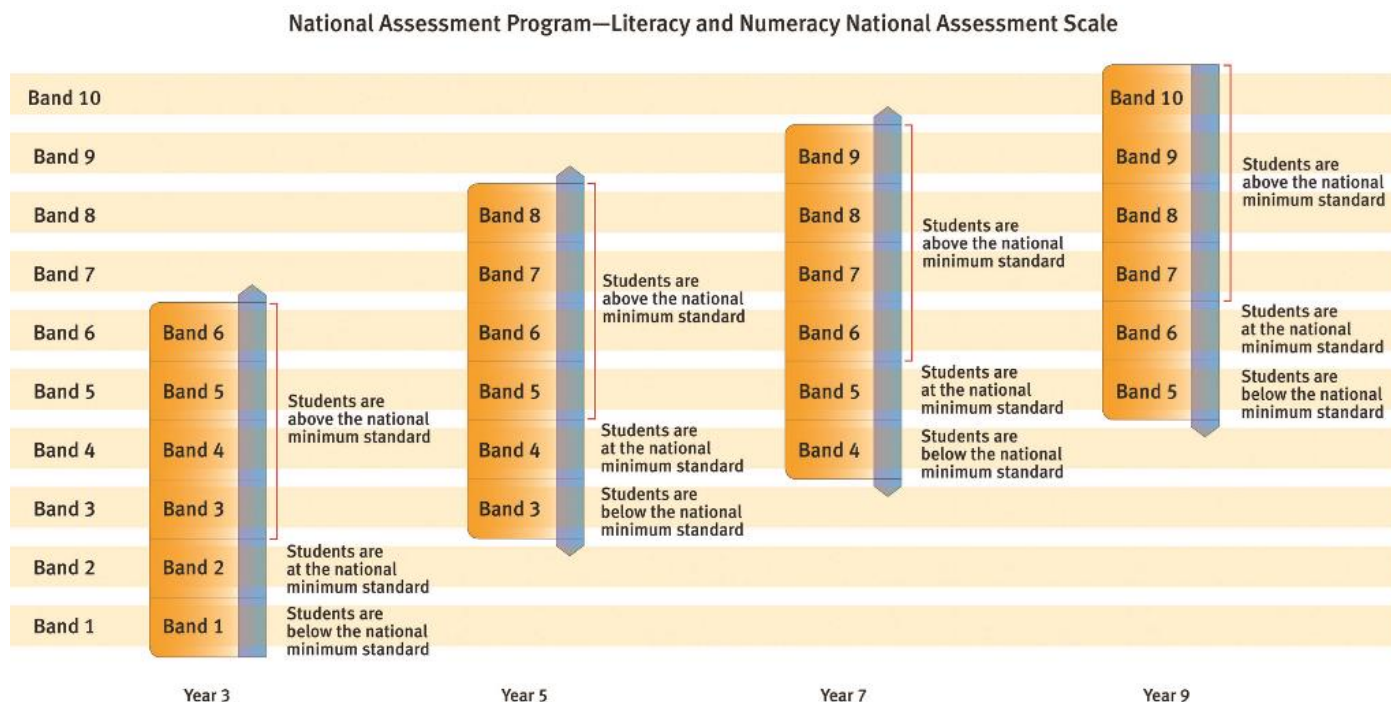 National Assessment Program—Literacy and Numeracy National Assessment Scale
Band 10
Band 9
Band 8
Band 7
Band 6
Band 5
Band 4
Band 3
Band 2
Band 1
Band 6
Band 5
Band 4
Band 3
Band 2
Band 1
Students are
above the national
minimum standard
Students are
at the national
minimum standard
Students are
below the national
minimum standard
Year 3
Band 8
Band 7
Band 6
Band 5
Band 4
Band 3
Students are
above the national
minimum standard
Students are
at the national
minimum standard
Students are
below the national
minimum standard
Year 5
Band 9
Band 8
Band 7
Band 6
Band 5
Band 4
Students are
above the national
minimum standard
Students are
at the national
minimum standard
Students are
below the national
minimum standard
Year 7
Band 10
Band 9
Band 8
Band 7
Band 6
Band 5
Students are
above the national
minimum standard
Students are
at the national
minimum standard
Students are
below the national
minimum standard
Year 9